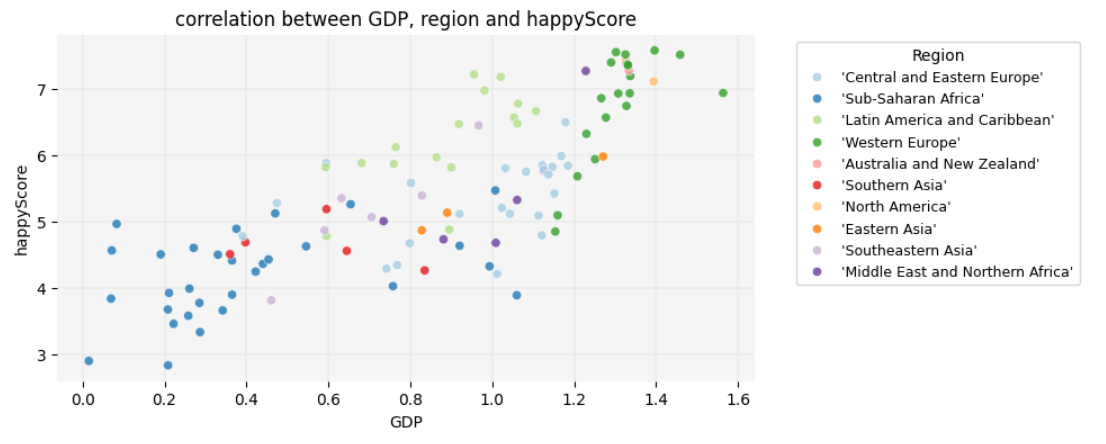 correlation between GDP, region and happyScore
happyScore
7
6
5
4
3
0.0 0.2 0.4 0.6 0.8 1.0 1.2 1.4 1.6
GDP
Region
'Central and Eastern Europe'
'Sub-Saharan Africa'
'Latin America and Caribbean'
'Western Europe'
'Australia and New Zealand'
'Southern Asia'
'North America'
'Eastern Asia'
'Southeastern Asia'
'Middle East and Northern Africa'